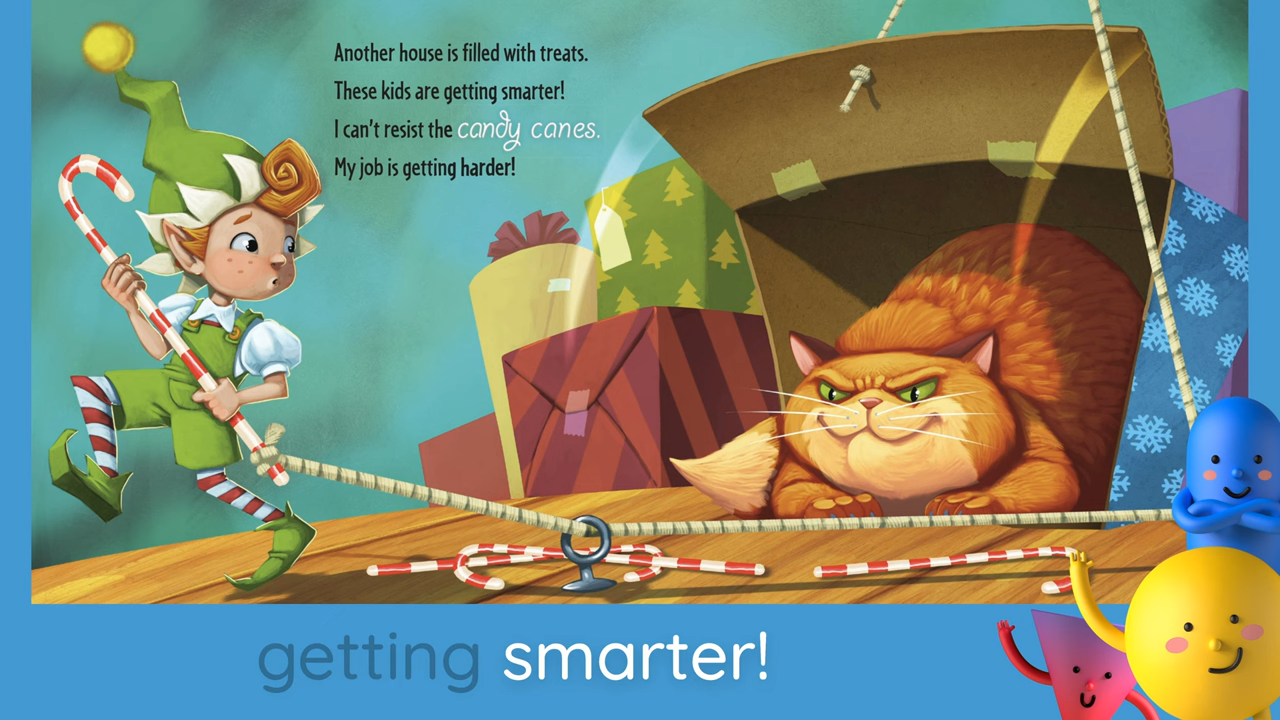 Another house is filled with treats.
These kids are getting smarter!
I can't resist the candy canes.
My job is getting harder!
getting smarter!